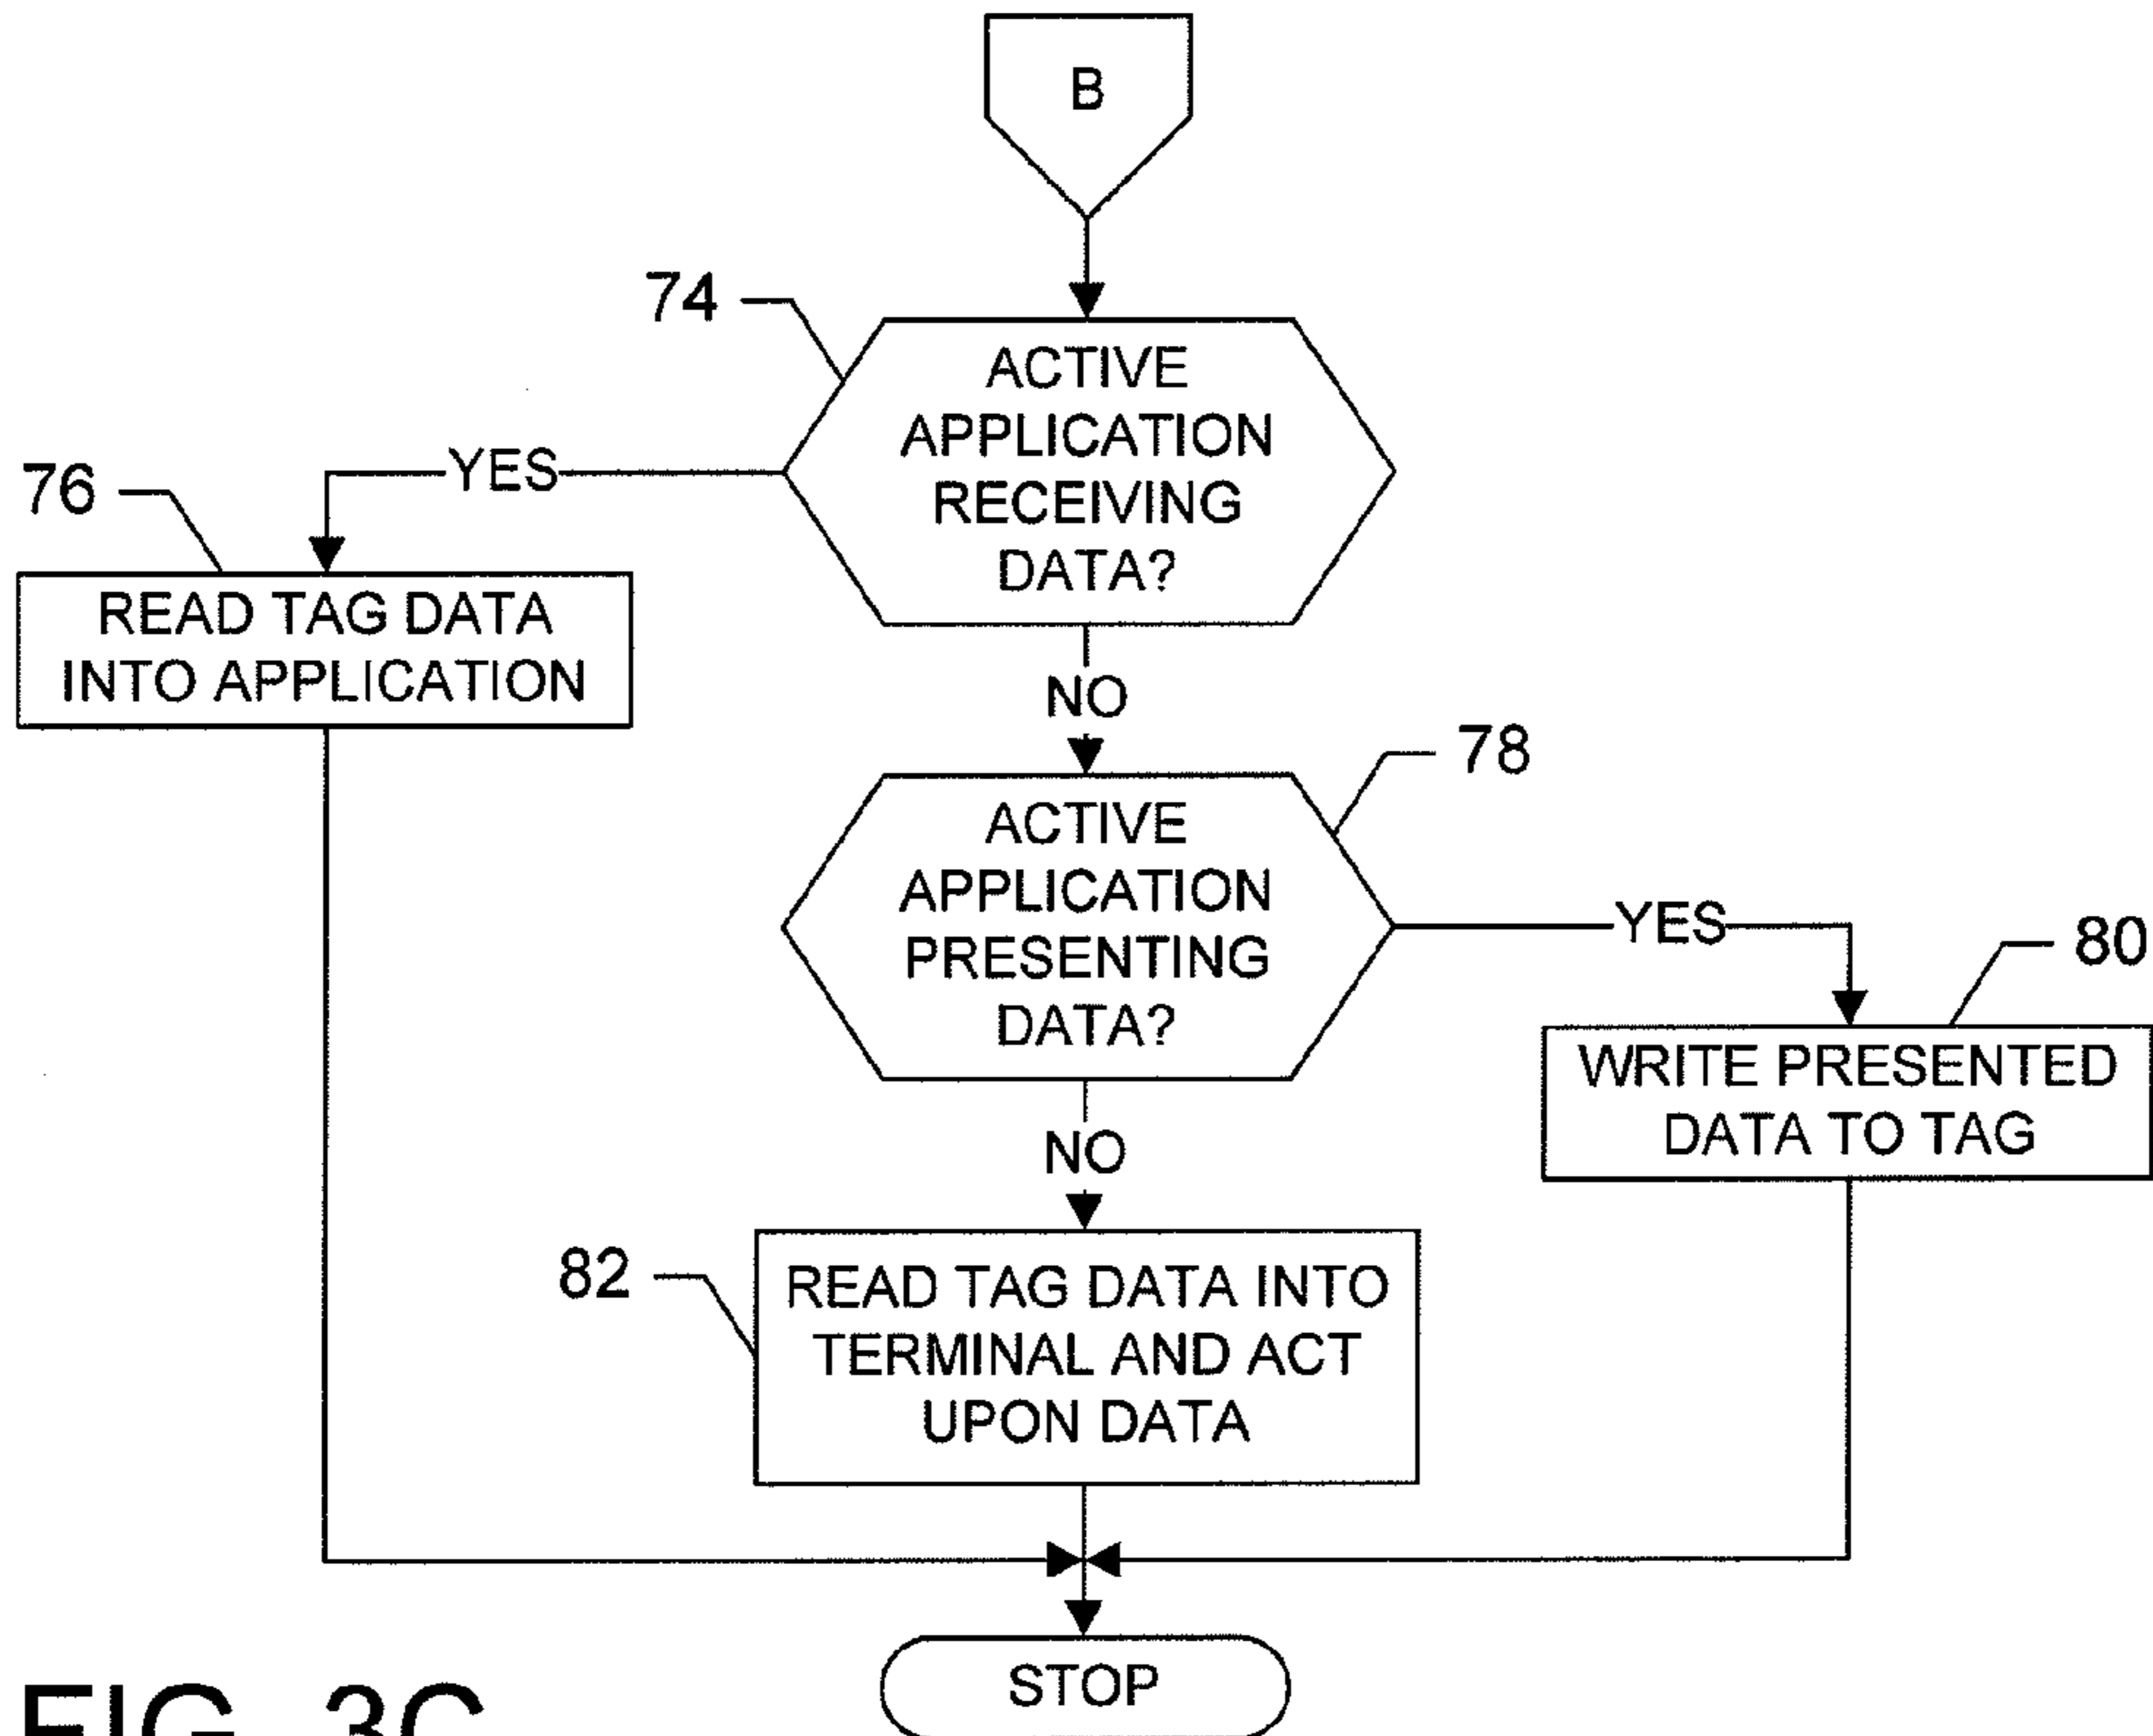 B
74
ACTIVE
APPLICATION
RECEIVING
DATA?
YES
76
READ TAG DATA
INTO APPLICATION
NO
78
ACTIVE
APPLICATION
PRESENTING
DATA?
YES
80
WRITE PRESENTED
DATA TO TAG
NO
82
READ TAG DATA INTO
TERMINAL AND ACT
UPON DATA
STOP
FIG. 3C